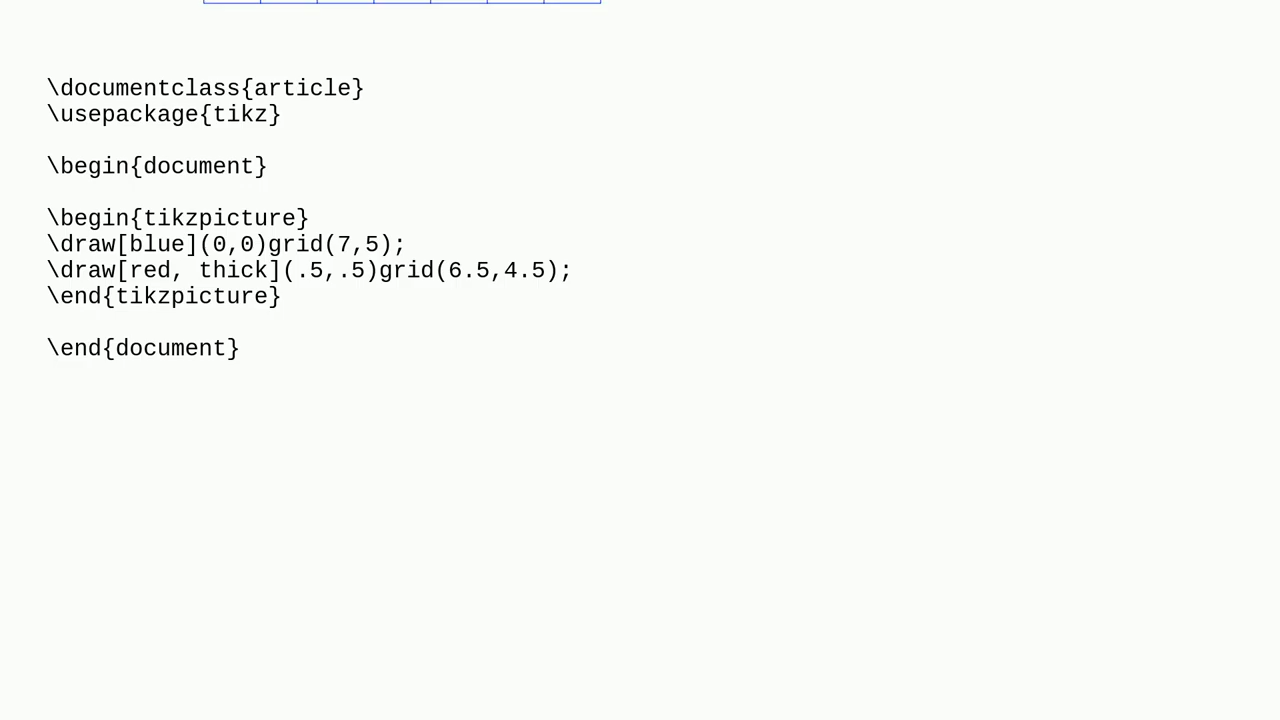 \documentclass{article}
\usepackage{tikz}
\begin{document}
\begin{tikzpicture}
\draw[blue](0,0)grid(7,5);
\draw[red, thick](.5,.5)grid(6.5,4.5);
\end{tikzpicture}
\end{document}